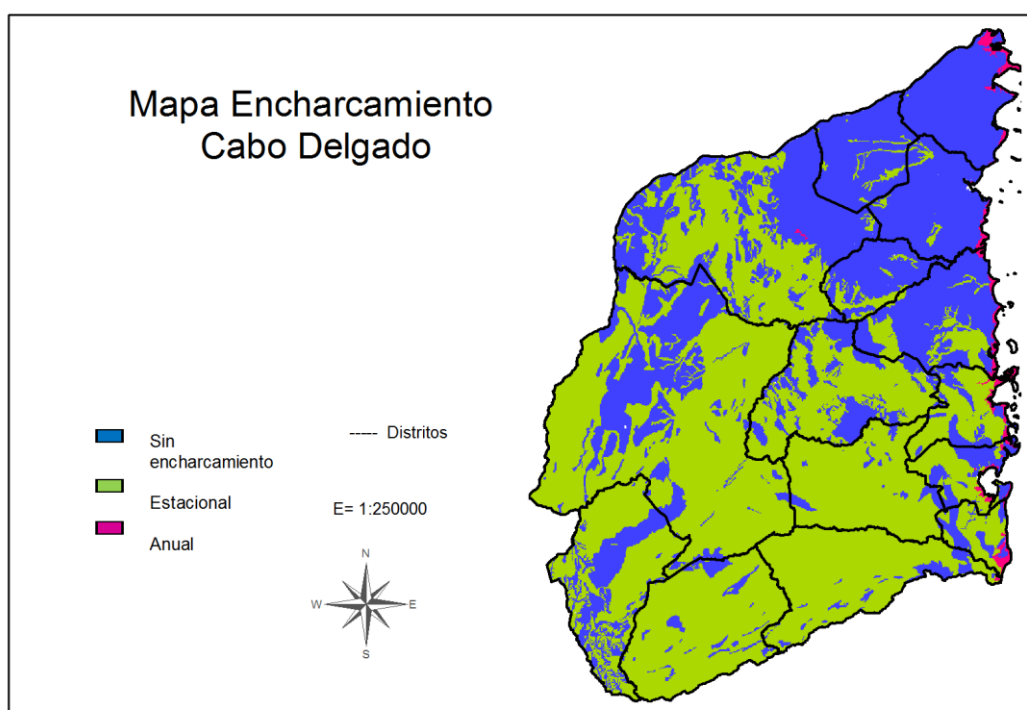 Mapa Encharcamiento
Cabo Delgado
Sin
encharcamiento
----- Distritos
Estacional
E= 1:250000
Anual
N
W
E
S